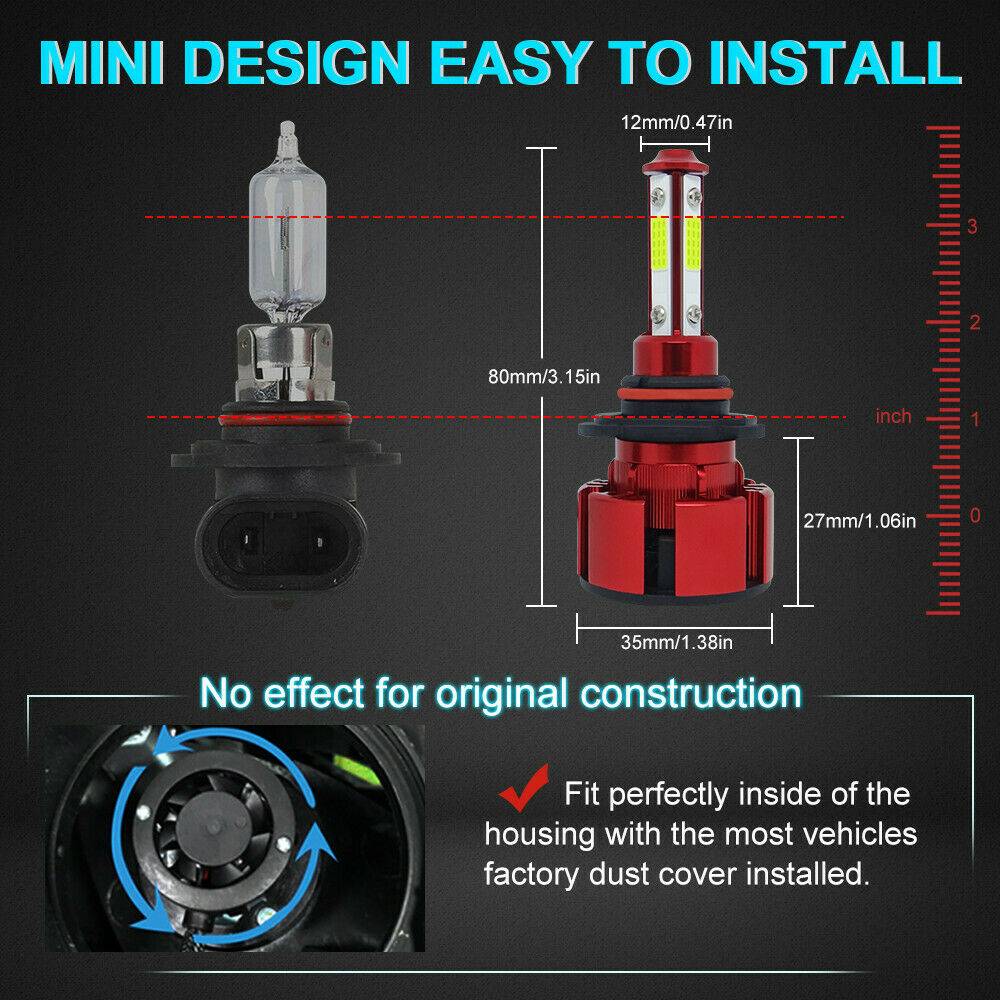 MINI DESIGN EASY TO INSTALL
12mm/0.47in
3
2
80mm/3.15in
inch
1
0
27mm/1.06in
35mm/1.38in
No effect for original construction
Fit perfectly inside of the
housing with the most vehicles
factory dust cover installed.